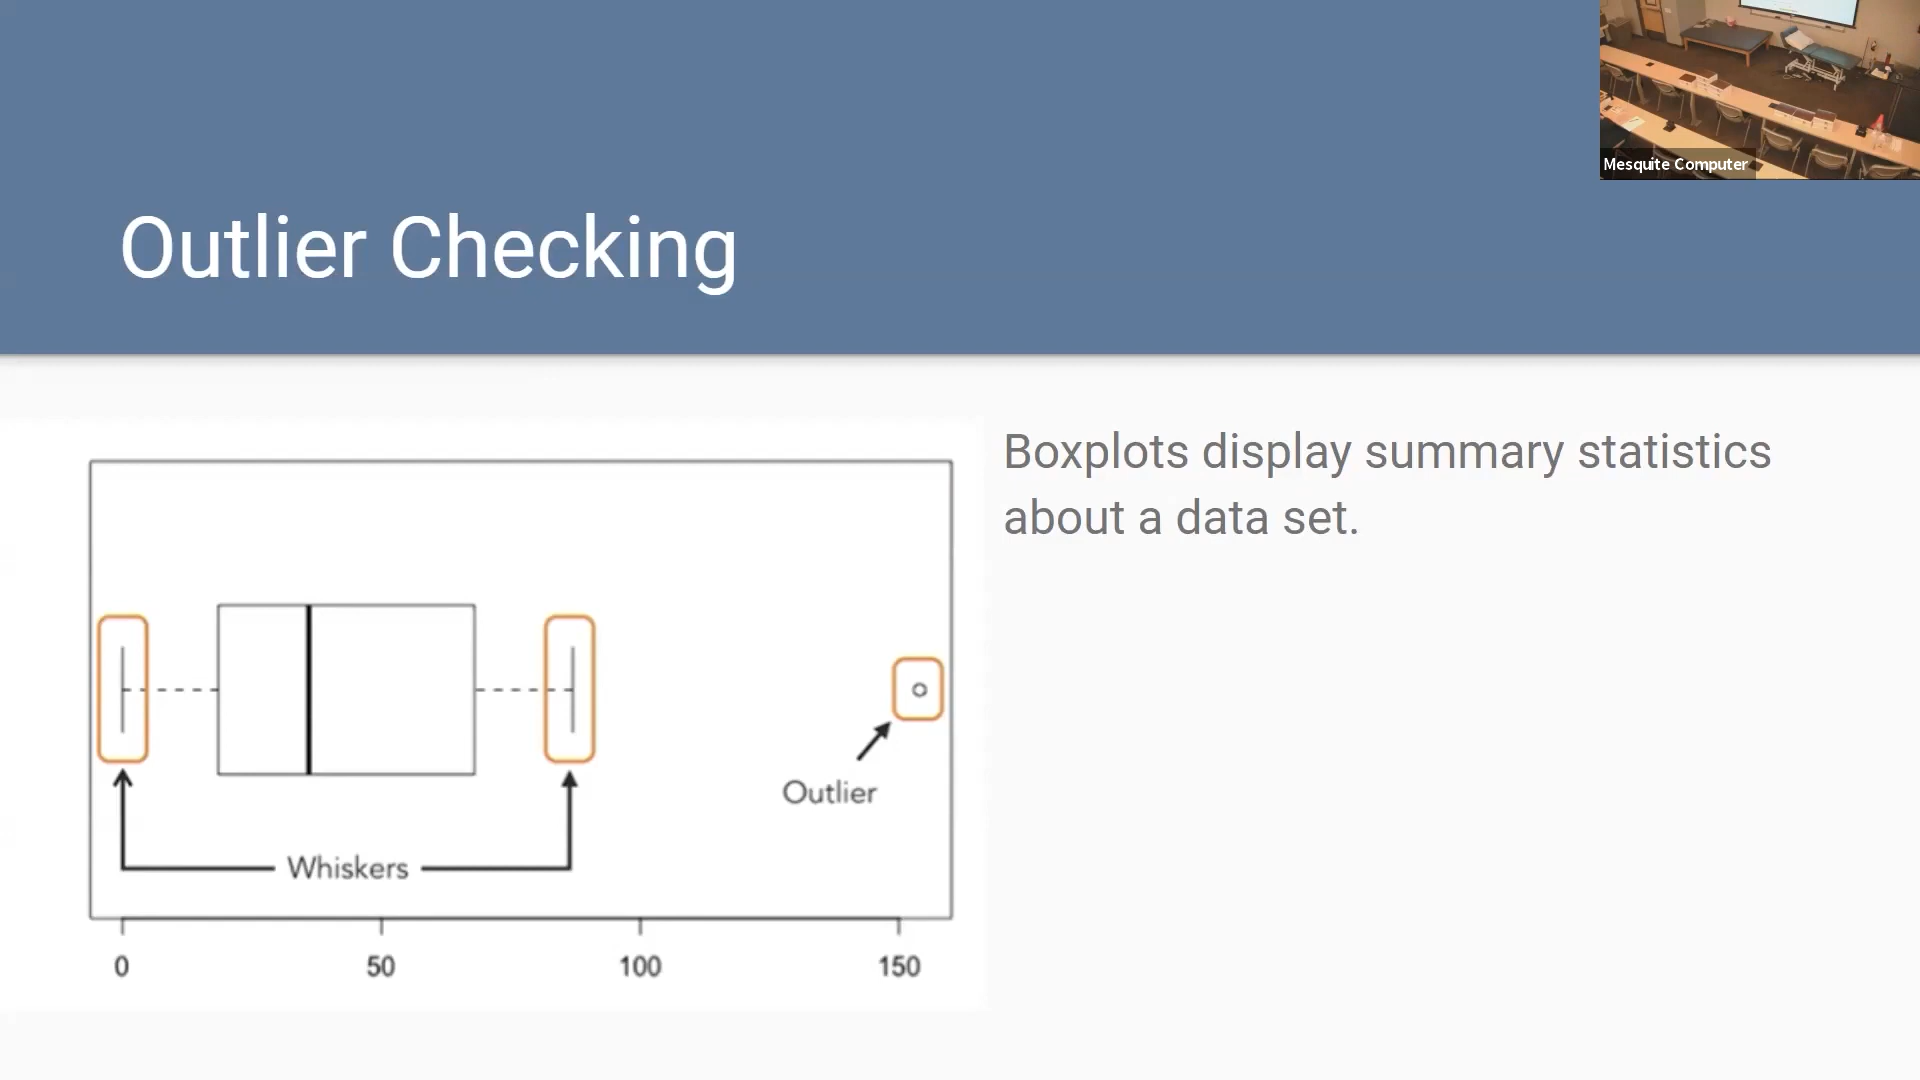 Mesquite Computer
Outlier Checking
Boxplots display summary statistics
about a data set.
Outlier
Whiskers
0 50 100 150